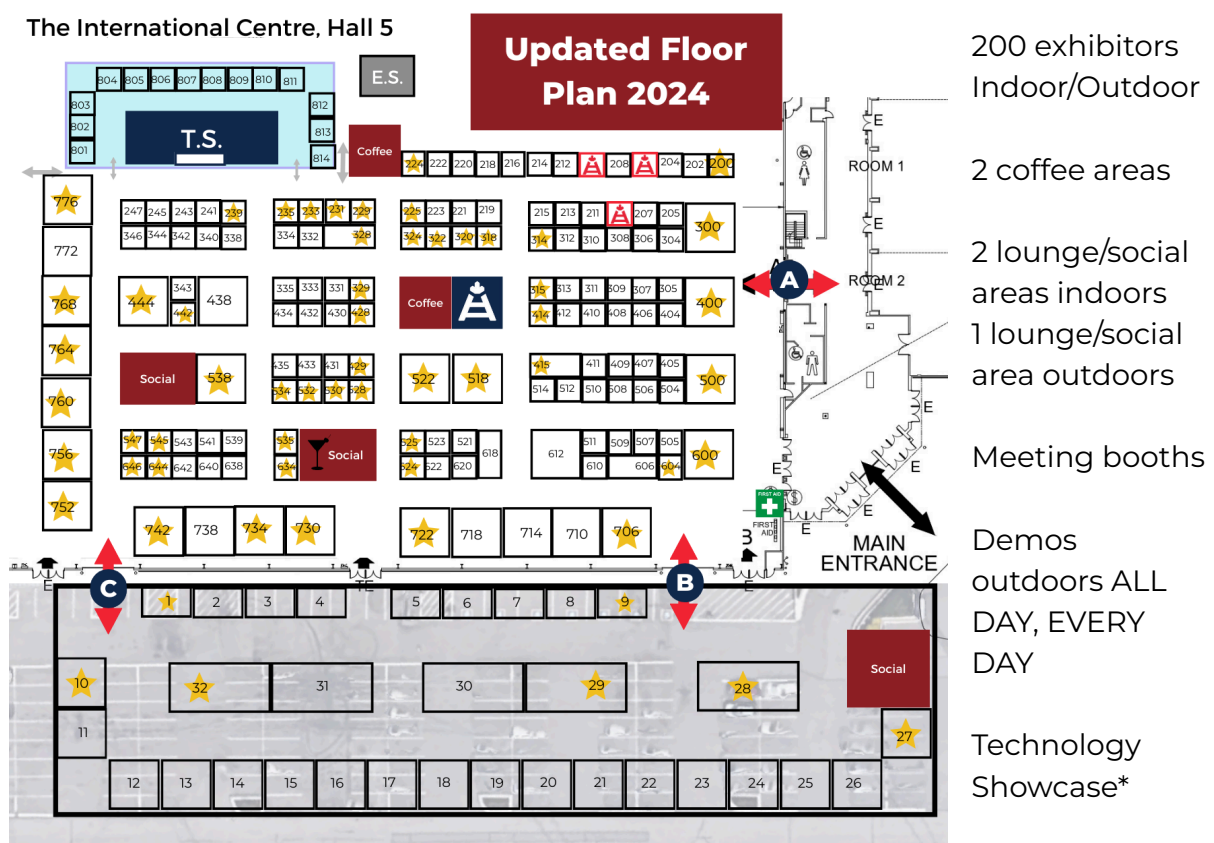 The International Centre, Hall 5
Updated Floor
Plan 2024
E.S.
T.S.
804 805 806 807 808 809 810 811
803
802
801
812
813
814
Coffee
224 222 220 218 216 214 212 208 204 202 200
776
772
768
764
760
756
752
247 245 243 241 239 235 233 231 229 225 223 221 219 215 213 211 207 205
346 344 342 340 338 334 332 328 324 322 320 318 314 312 310 308 306 304
300
444 343 438
442
335 333 331 329
434 432 430 428
Coffee
315 313 311 309 307 305
414 412 410 408 406 404
400
A
Social
538
435 433 431 429
534 532 530 528
522 518
415 411 409 407 405
514 512 510 508 506 504
500
547 545 543 541 539
646 644 642 640 638
535
634
Social
525 523 521
624 622 620
618
612
511 509 507 505
610 606 604
600
742 738 734 730
722 718 714 710 706
ROOM 1
ROOM 2
E
E
E
E
E
E
E
E
FIRST AID
FIRST
AID
B
MAIN
ENTRANCE
E
TE
E
C
B
1 2 3 4 5 6 7 8 9
10
11
32 31 30 29 28
Social
27
12 13 14 15 16 17 18 19 20 21 22 23 24 25 26
200 exhibitors
Indoor/Outdoor
2 coffee areas
2 lounge/social
areas indoors
1 lounge/social
area outdoors
Meeting booths
Demos
outdoors ALL
DAY, EVERY
DAY
Technology
Showcase*